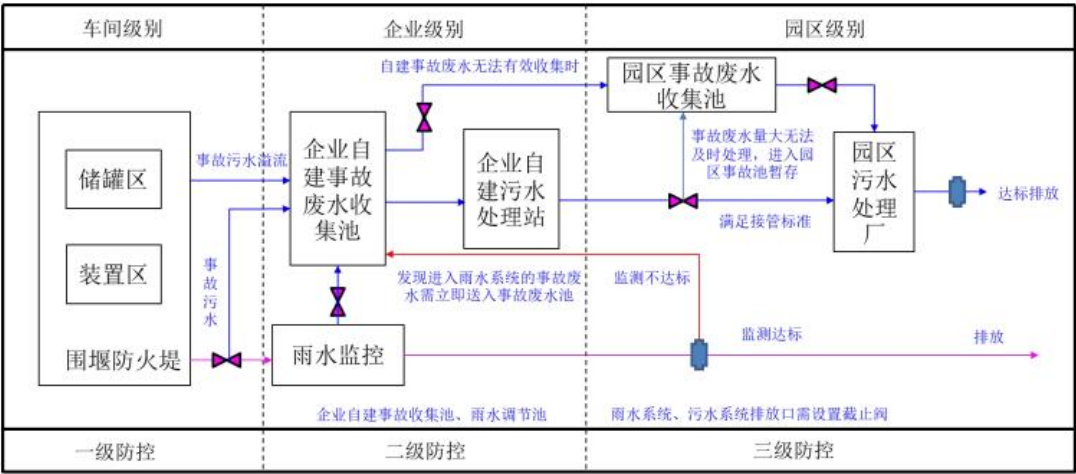 车间级别
企业级别
园区级别
自建事故废水无法有效收集时
园区事故废水
收集池
储罐区
事故污水溢流
企业自
建事故
废水收
集池
企业自
建污水
处理站
事故废水量大无法
及时处理，进入园
区事故池暂存
园区
污水
处理
厂
达标排放
满足接管标准
装置区
事故污水
发现进入雨水系统的事故废
水需立即送入事故废水池
监测不达标
围堰防火堤
雨水监控
监测达标
排放
企业自建事故收集池、雨水调节池
雨水系统、污水系统排放口需设置截止阀
一级防控
二级防控
三级防控